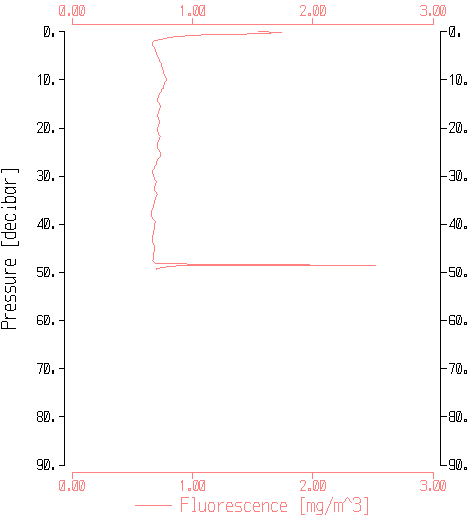 0.00 1.00 2.00 3.00
0. 0.
10. 10.
20. 20.
30. 30.
40. 40.
50. 50.
60. 60.
70. 70.
80. 80.
90. 90.
Pressure [decibar]
0.00 1.00 2.00 3.00
Fluorescence [mg/m^3]